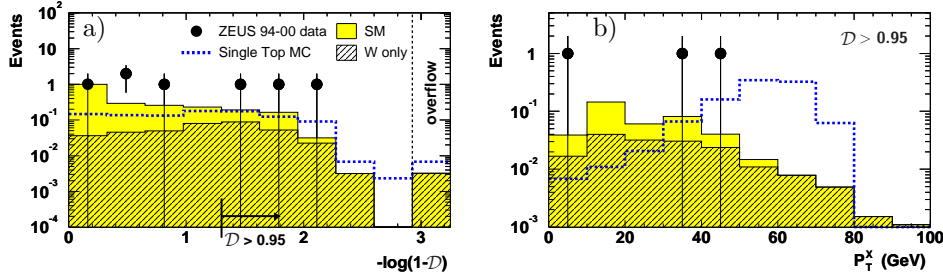 Events
a)
ZEUS 94-00 data
SM
Single Top MC
W only
overflow
10²
10
1
10⁻¹
10⁻²
10⁻³
10⁻⁴
0 1 2 3
D > 0.95
-log(1-D)
Events
b)
D > 0.95
1
10⁻¹
10⁻²
10⁻³
0 20 40 60 80 100
P_T^X (GeV)